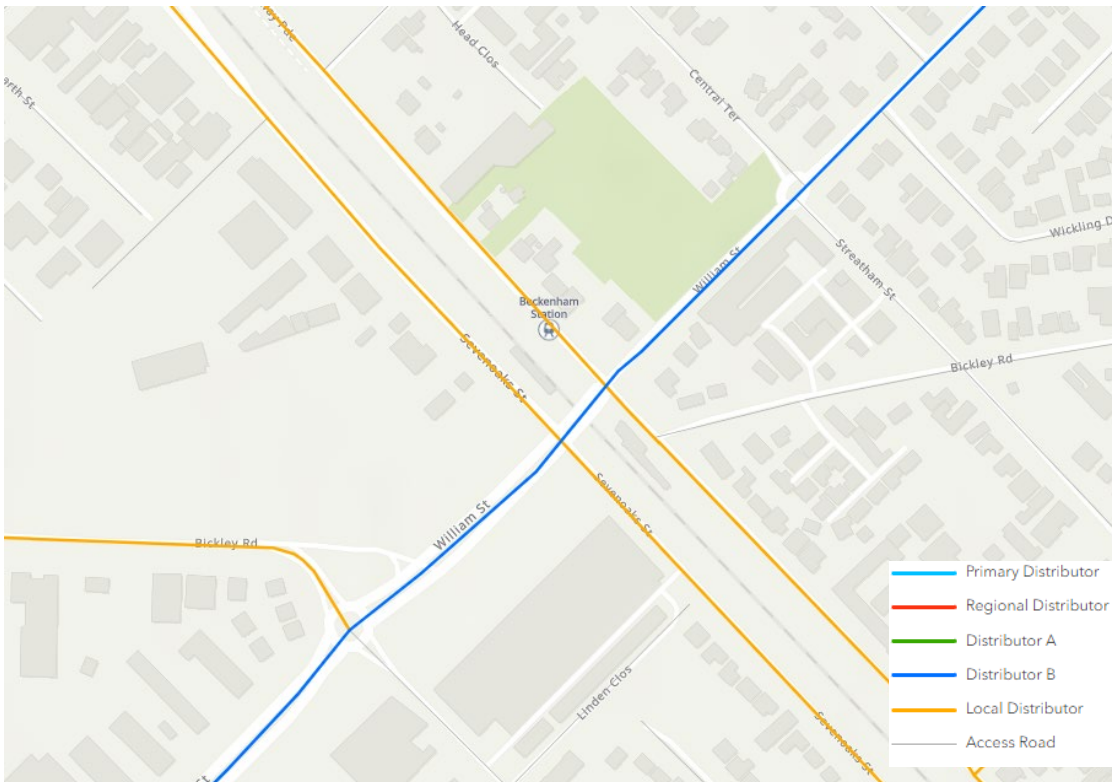 Head Clos
Central Ter
Wickling D
Streatham St
William St
Beckenham
Station
Sevenoaks St
Bickley Rd
Sevenoaks St
William St
Bickley Rd
Linden Clos
Sevenoaks St
Primary Distributor
Regional Distributor
Distributor A
Distributor B
Local Distributor
Access Road